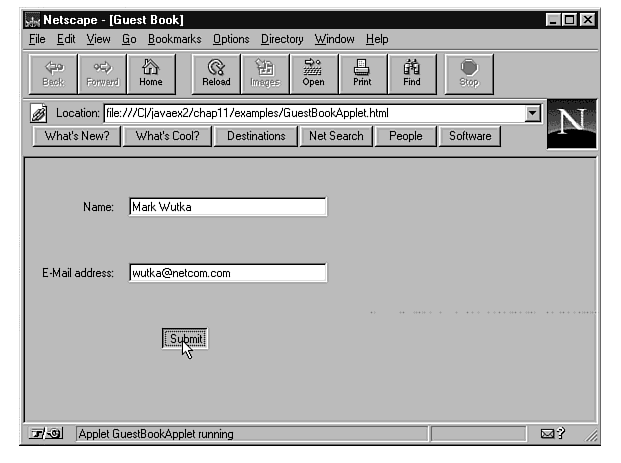 Netscape - [Guest Book]
File Edit View Go Bookmarks Options Directory Window Help
Back Forward Home Reload Images Open Print Find Stop
Location: file:///C|/javaex2/chap11/examples/GuestBookApplet.html
N
What's New? What's Cool? Destinations Net Search People Software
Name: Mark Wutka
E-Mail address: wutka@netcom.com
Submit
Applet GuestBookApplet running
?